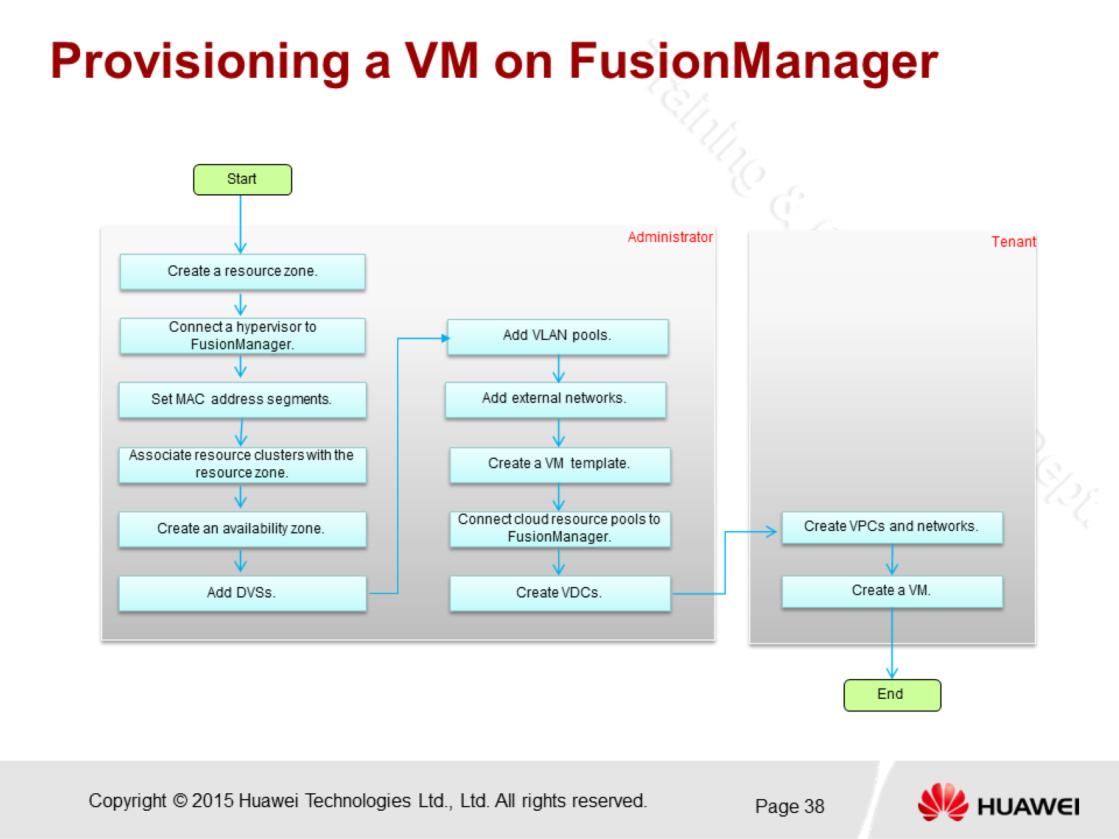 Provisioning a VM on FusionManager
Training &
Start
Administrator
Create a resource zone.
Connect a hypervisor to
FusionManager.
Set MAC address segments.
Associate resource clusters with the
resource zone.
Create an availability zone.
Add DVSs.
Add VLAN pools.
Add external networks.
Create a VM template.
Connect cloud resource pools to
FusionManager.
Create VDCs.
Tenant
Create VPCs and networks.
Create a VM.
End
Dept.
Copyright © 2015 Huawei Technologies Ltd., Ltd. All rights reserved.
Page 38
HUAWEI